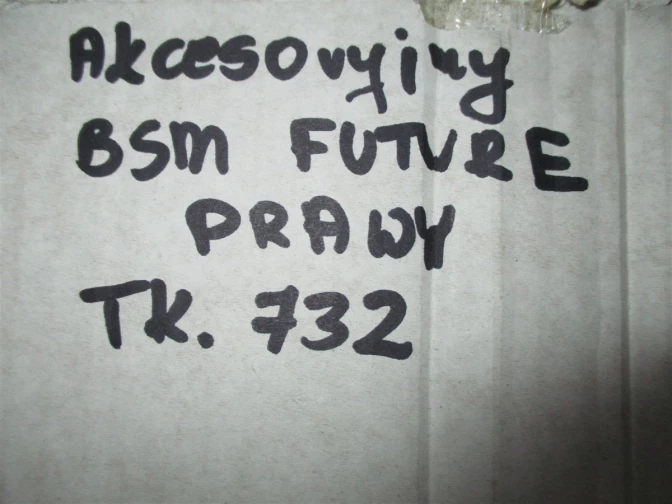 Akcesoryjny
BSM FUTURE
PRAWY
TK. 732